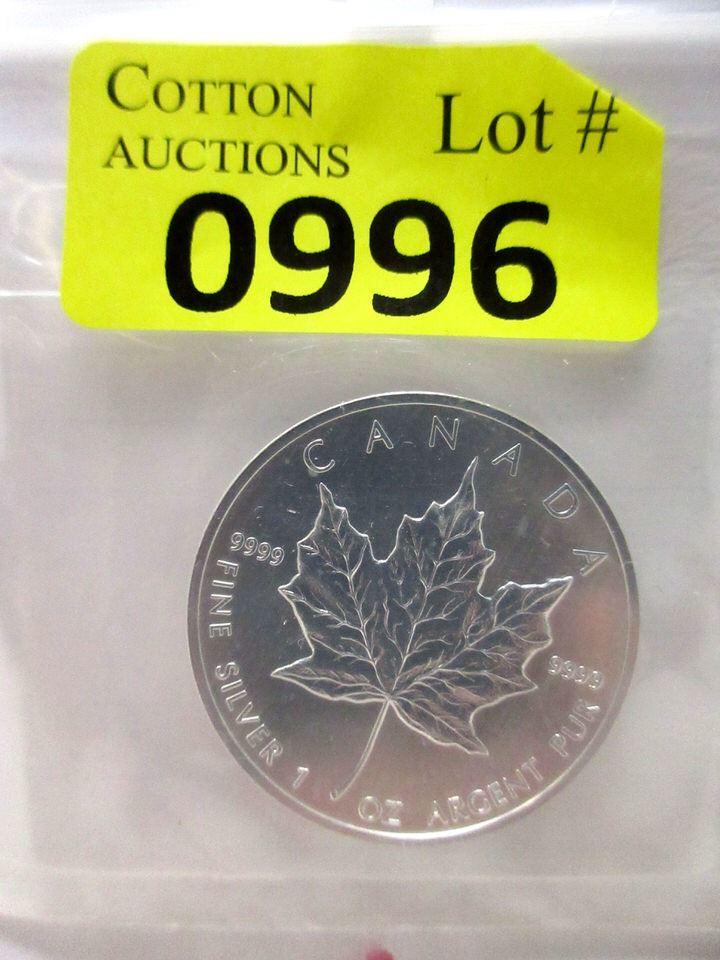 COTTON
AUCTIONS
Lot #
0996
CANADA
9999
9999
FINE SILVER 1 OZ ARGENT PUR